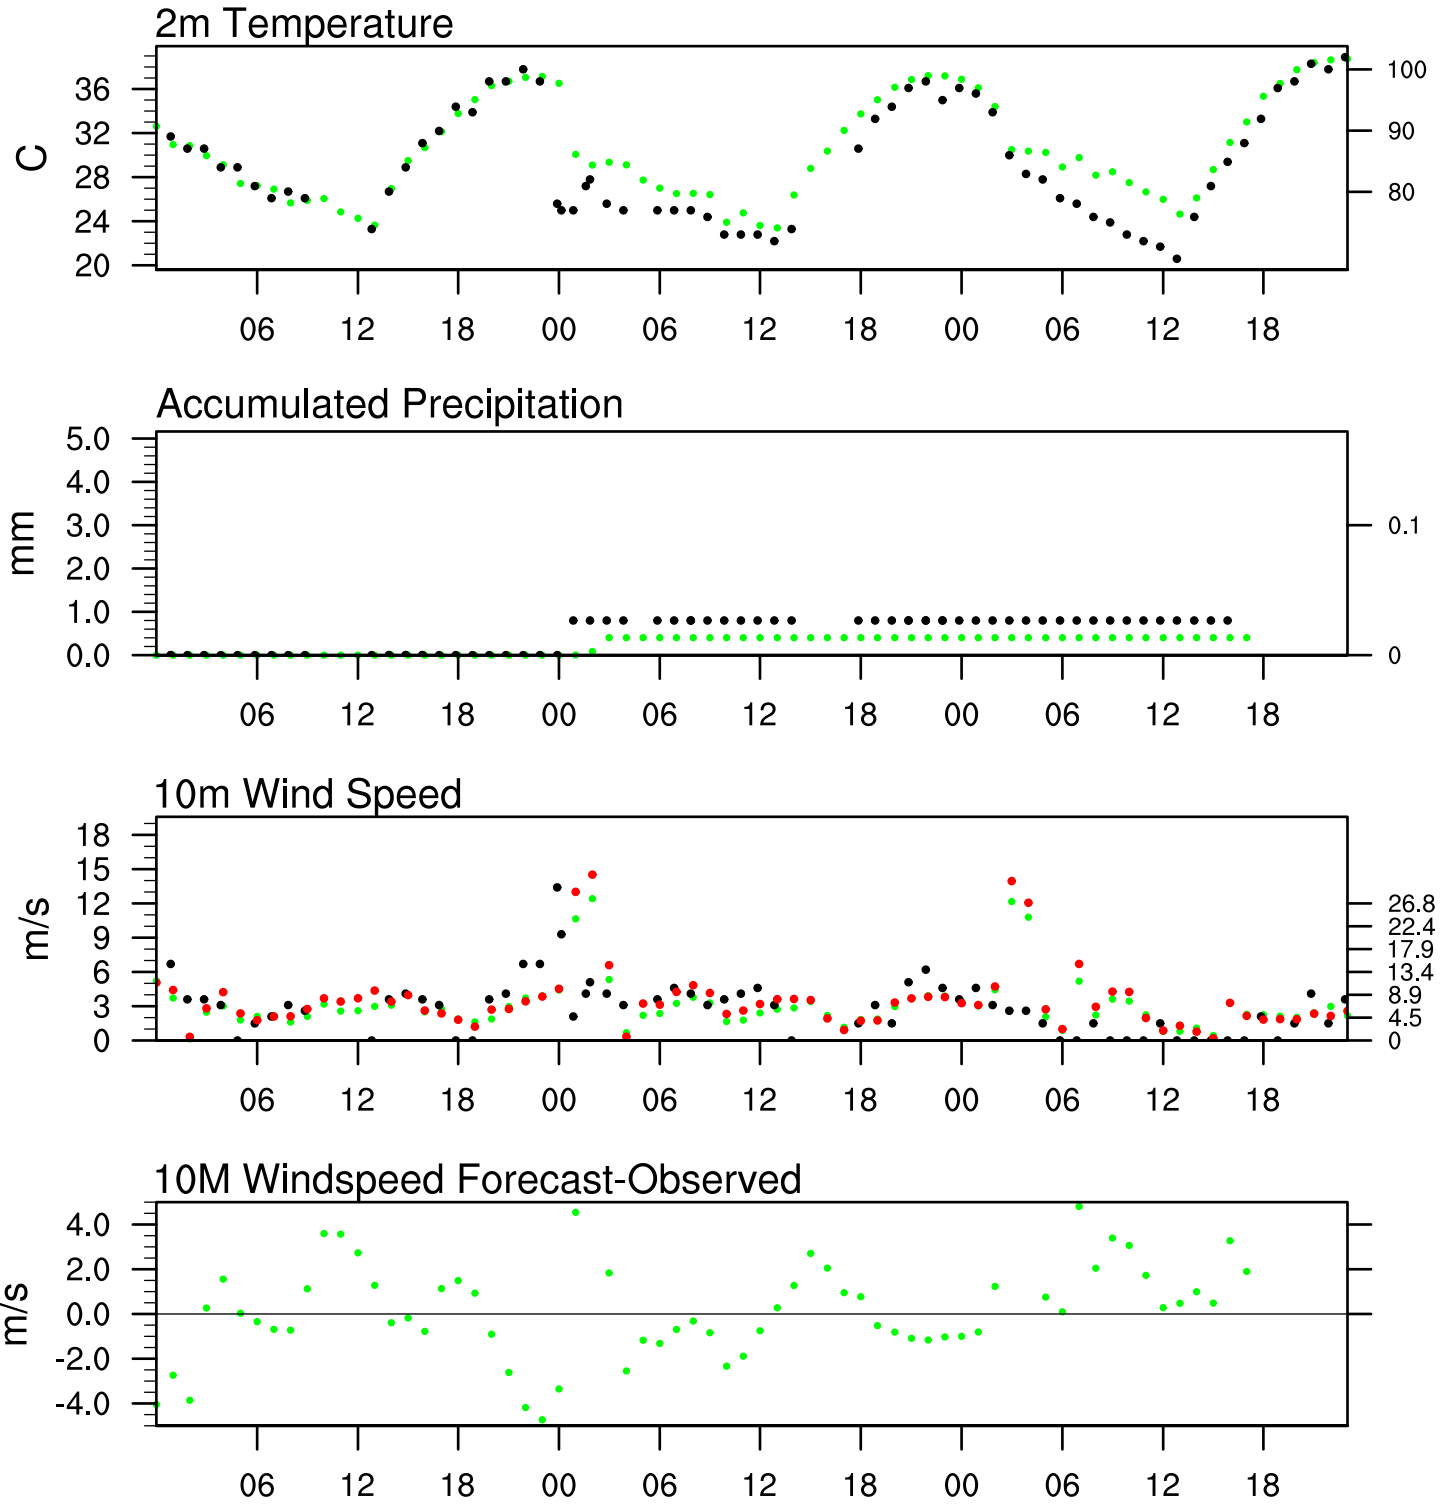 2m Temperature
C
36
32
28
24
20
100
90
80
06 12 18 00 06 12 18 00 06 12 18
Accumulated Precipitation
mm
5.0
4.0
3.0
2.0
1.0
0.0
0.1
0
06 12 18 00 06 12 18 00 06 12 18
10m Wind Speed
m/s
18
15
12
9
6
3
0
26.8
22.4
17.9
13.4
8.9
4.5
0
06 12 18 00 06 12 18 00 06 12 18
10M Windspeed Forecast-Observed
m/s
4.0
2.0
0.0
-2.0
-4.0
06 12 18 00 06 12 18 00 06 12 18